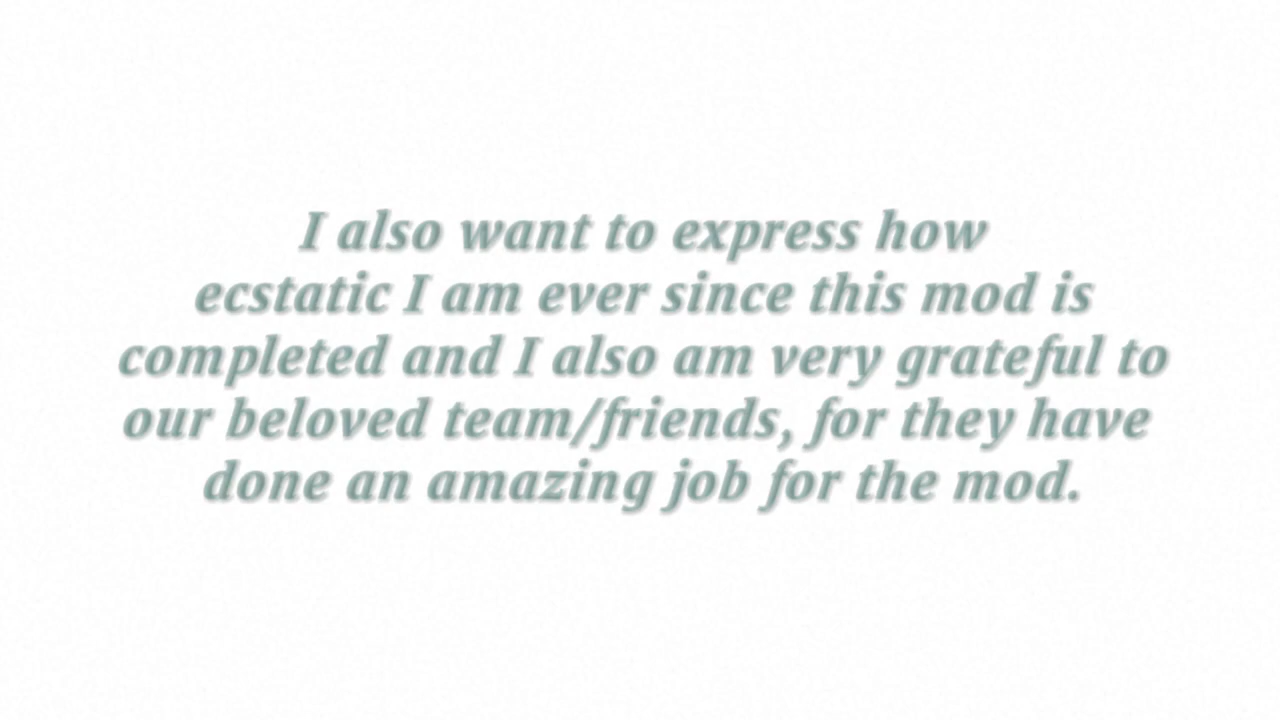 I also want to express how
ecstatic I am ever since this mod is
completed and I also am very grateful to
our beloved team/friends, for they have
done an amazing job for the mod.